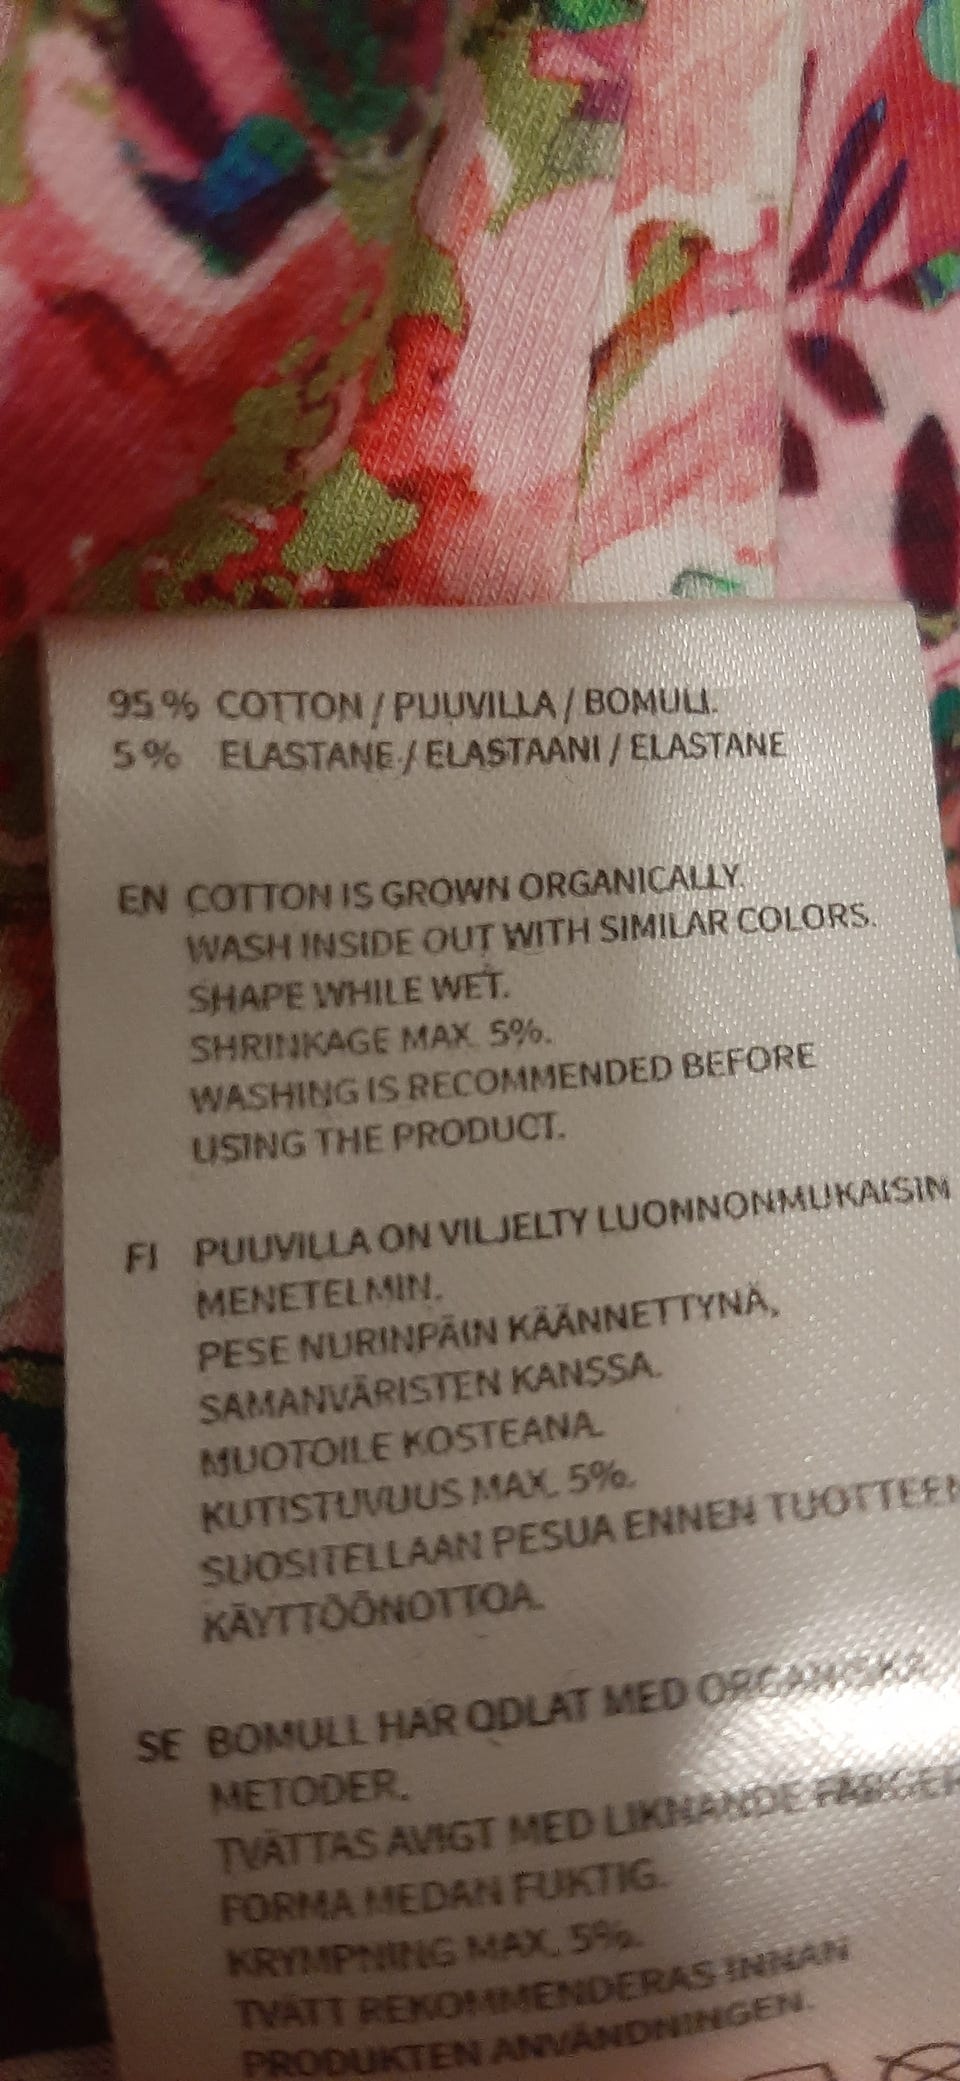 95 % COTTON / PUUVILLA / BOMULL
5 % ELASTANE / ELASTAANI / ELASTANE
EN COTTON IS GROWN ORGANICALLY.
WASH INSIDE OUT WITH SIMILAR COLORS.
SHAPE WHILE WET.
SHRINKAGE MAX. 5%.
WASHING IS RECOMMENDED BEFORE
USING THE PRODUCT.
FI PUUVILLA ON VILJELTY LUONNONMUKAISIN
MENETELMIN.
PESE NURINPÄIN KÄÄNNETTYNÄ,
SAMANVÄRISTEN KANSSA.
MUOTOILE KOSTEANA.
KUTISTUVUUS MAX. 5%.
SUOSITELLAAN PESUA ENNEN TUOTTEEN
KÄYTTÖÖNOTTOA.
SE BOMULL HAR ODLAT MED ORGANISKA
METODER.
TVÄTTAS AVIGT MED LIKNANDE FÄRGER
FORMA MEDAN FUKTIG.
KRYMPNING MAX. 5%.
TVÄTT REKOMMENDERAS INNAN
PRODUKTEN ANVÄNDNINGEN.